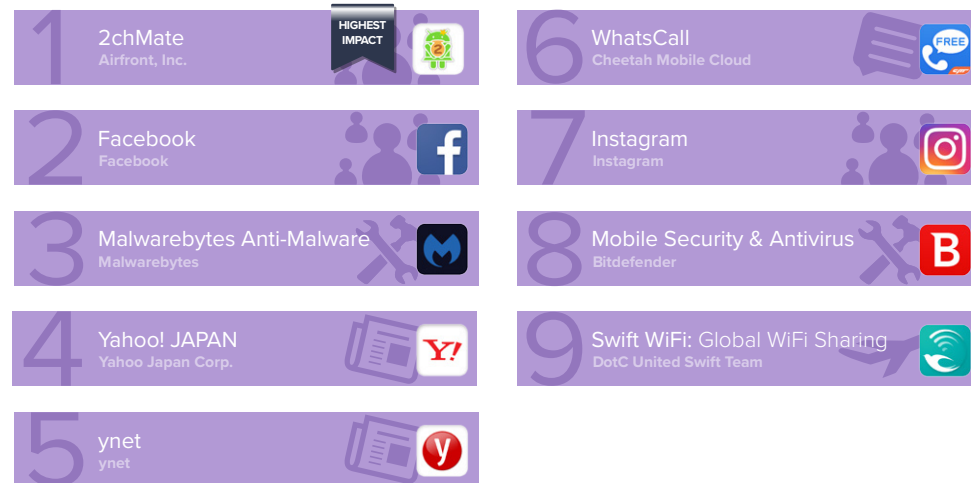 1
2chMate
Airfront, Inc.
HIGHEST
IMPACT
2
2
Facebook
Facebook
f
3
Malwarebytes Anti-Malware
Malwarebytes
4
Yahoo! JAPAN
Yahoo Japan Corp.
Y!
5
ynet
ynet
y
6
WhatsCall
Cheetah Mobile Cloud
FREE
7
Instagram
Instagram
8
Mobile Security & Antivirus
Bitdefender
B
9
Swift WiFi: Global WiFi Sharing
DotC United Swift Team